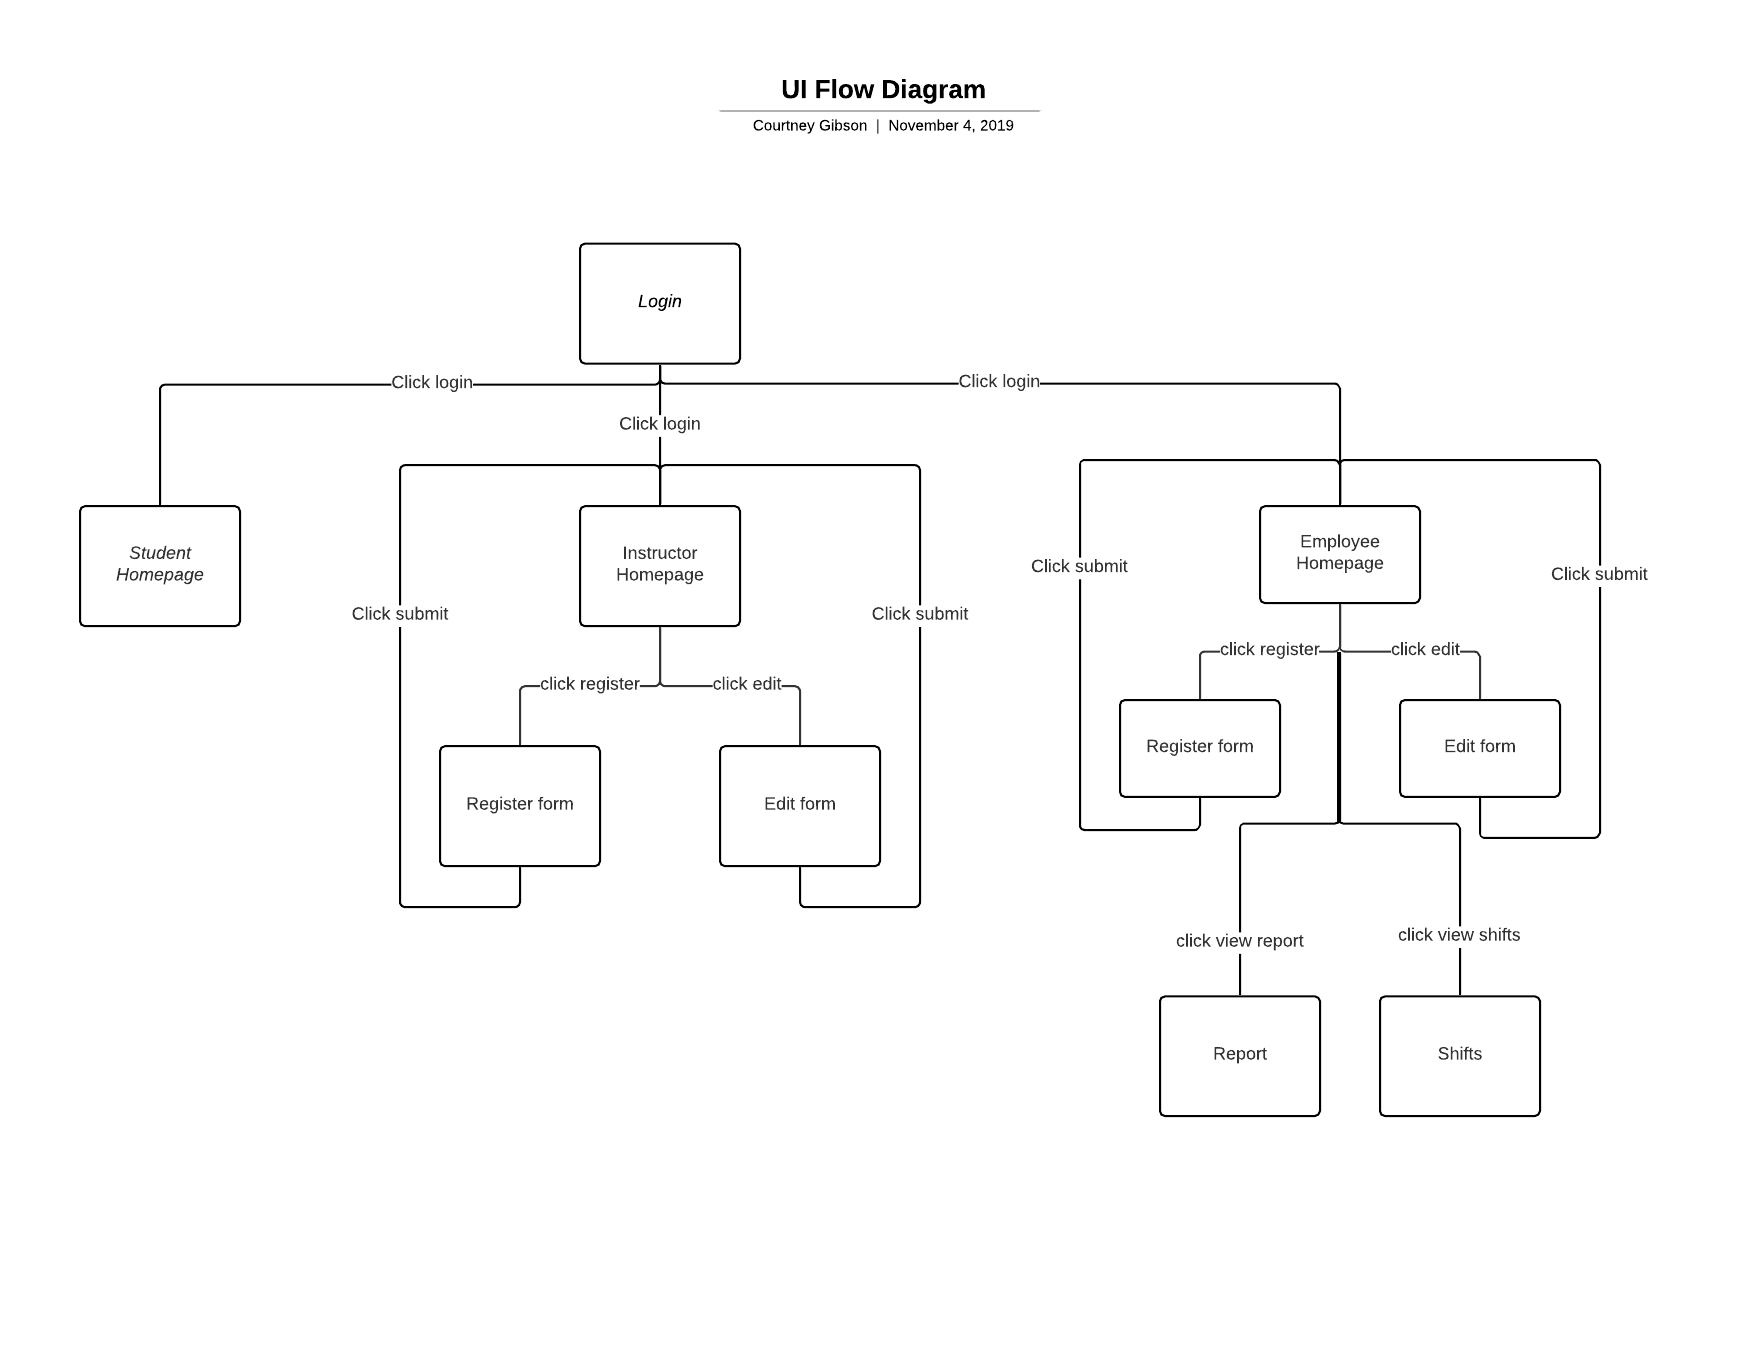 UI Flow Diagram
Courtney Gibson | November 4, 2019
Login
Click login
Click login
Click login
Student
Homepage
Instructor
Homepage
Employee
Homepage
Click submit
Click submit
Click submit
Click submit
click register
click edit
click register
click edit
Register form
Edit form
Register form
Edit form
click view report
click view shifts
Report
Shifts